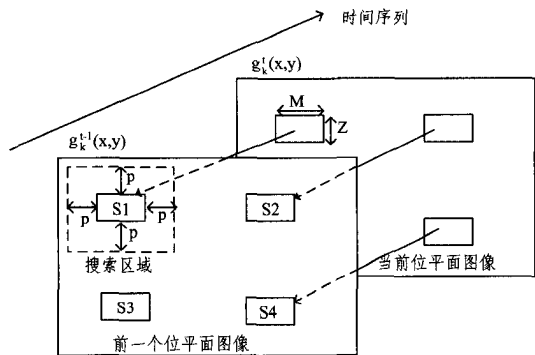 时间序列
g_k^t(x,y)
M
Z
g_k^{t-1}(x,y)
p
S1
S2
p
p
p
搜索区域
当前位平面图像
S3
S4
前一个位平面图像